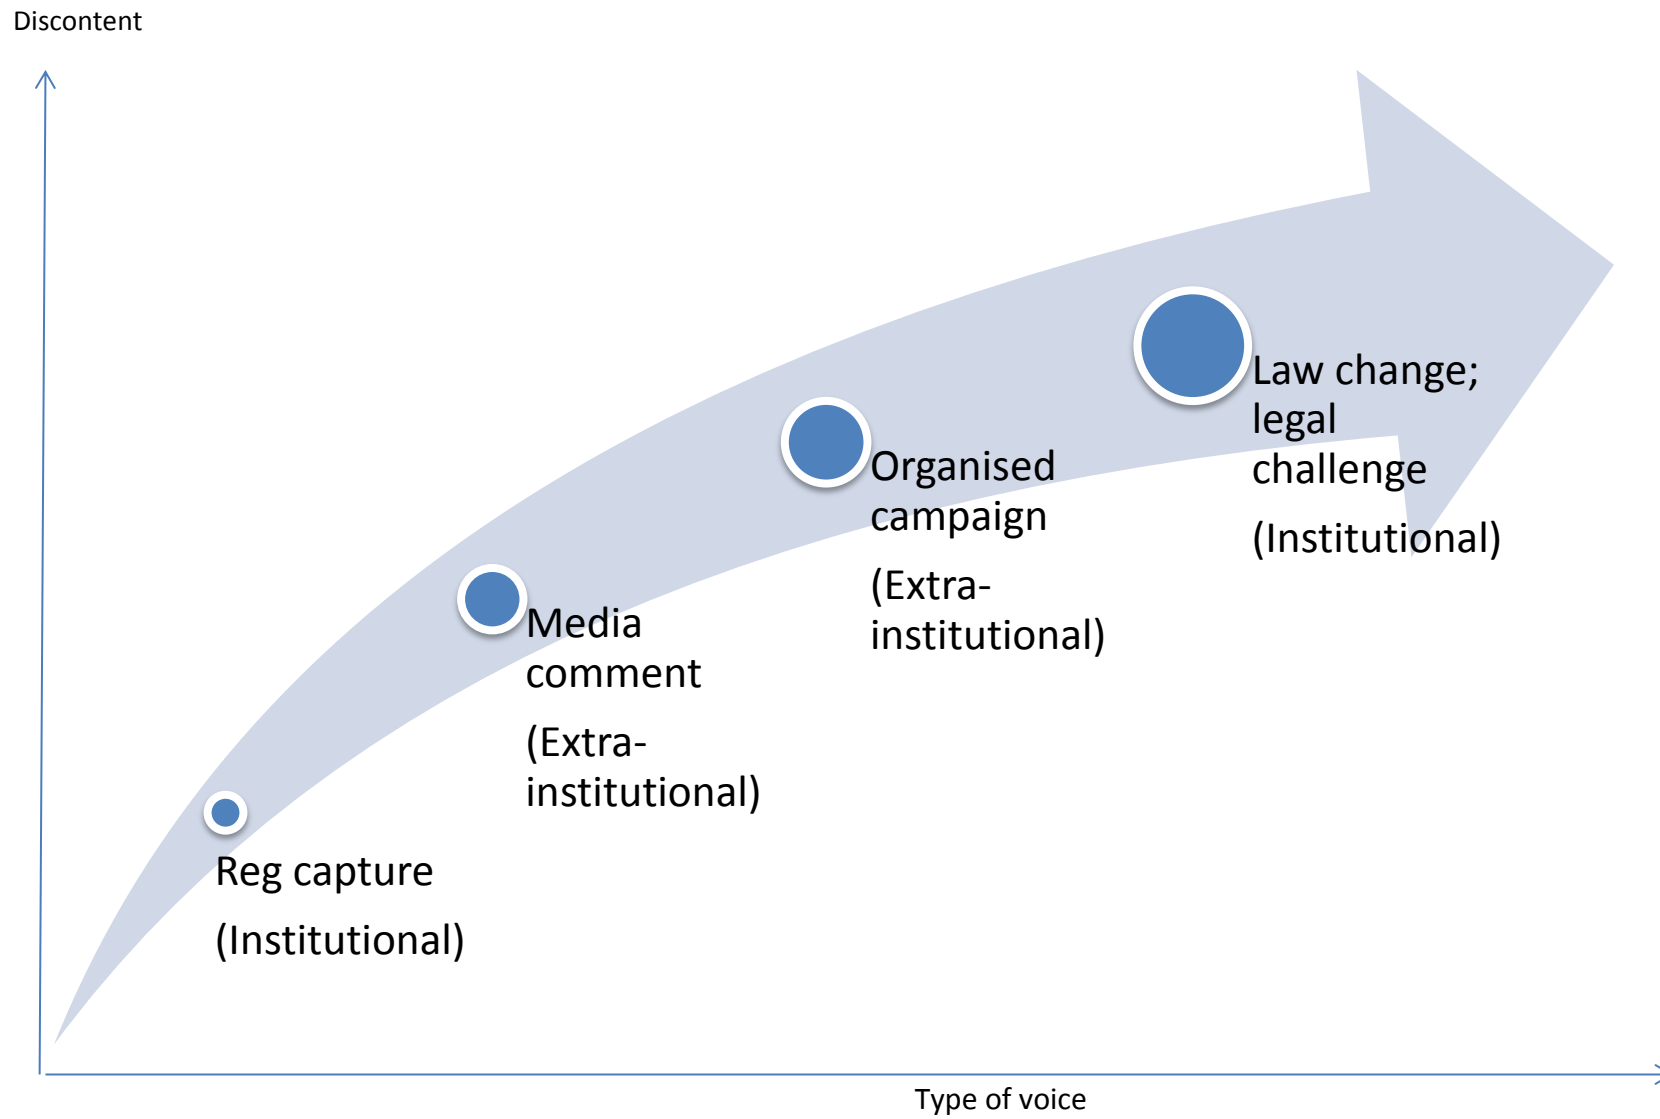 Discontent
Law change;
legal
challenge
(Institutional)
Organised
campaign
(Extra-
institutional)
Media
comment
(Extra-
institutional)
Reg capture
(Institutional)
Type of voice